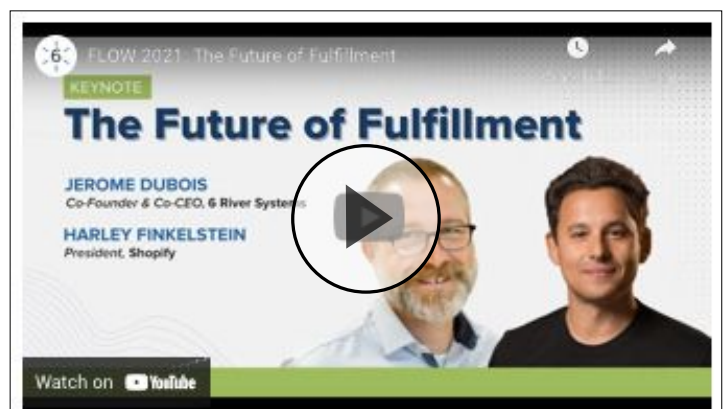 6
FLOW 2021: The Future of Fulfillment
KEYNOTE
The Future of Fulfillment
JEROME DUBOIS
Co-Founder & Co-CEO, 6 River Systems
HARLEY FINKELSTEIN
President, Shopify
Watch on YouTube